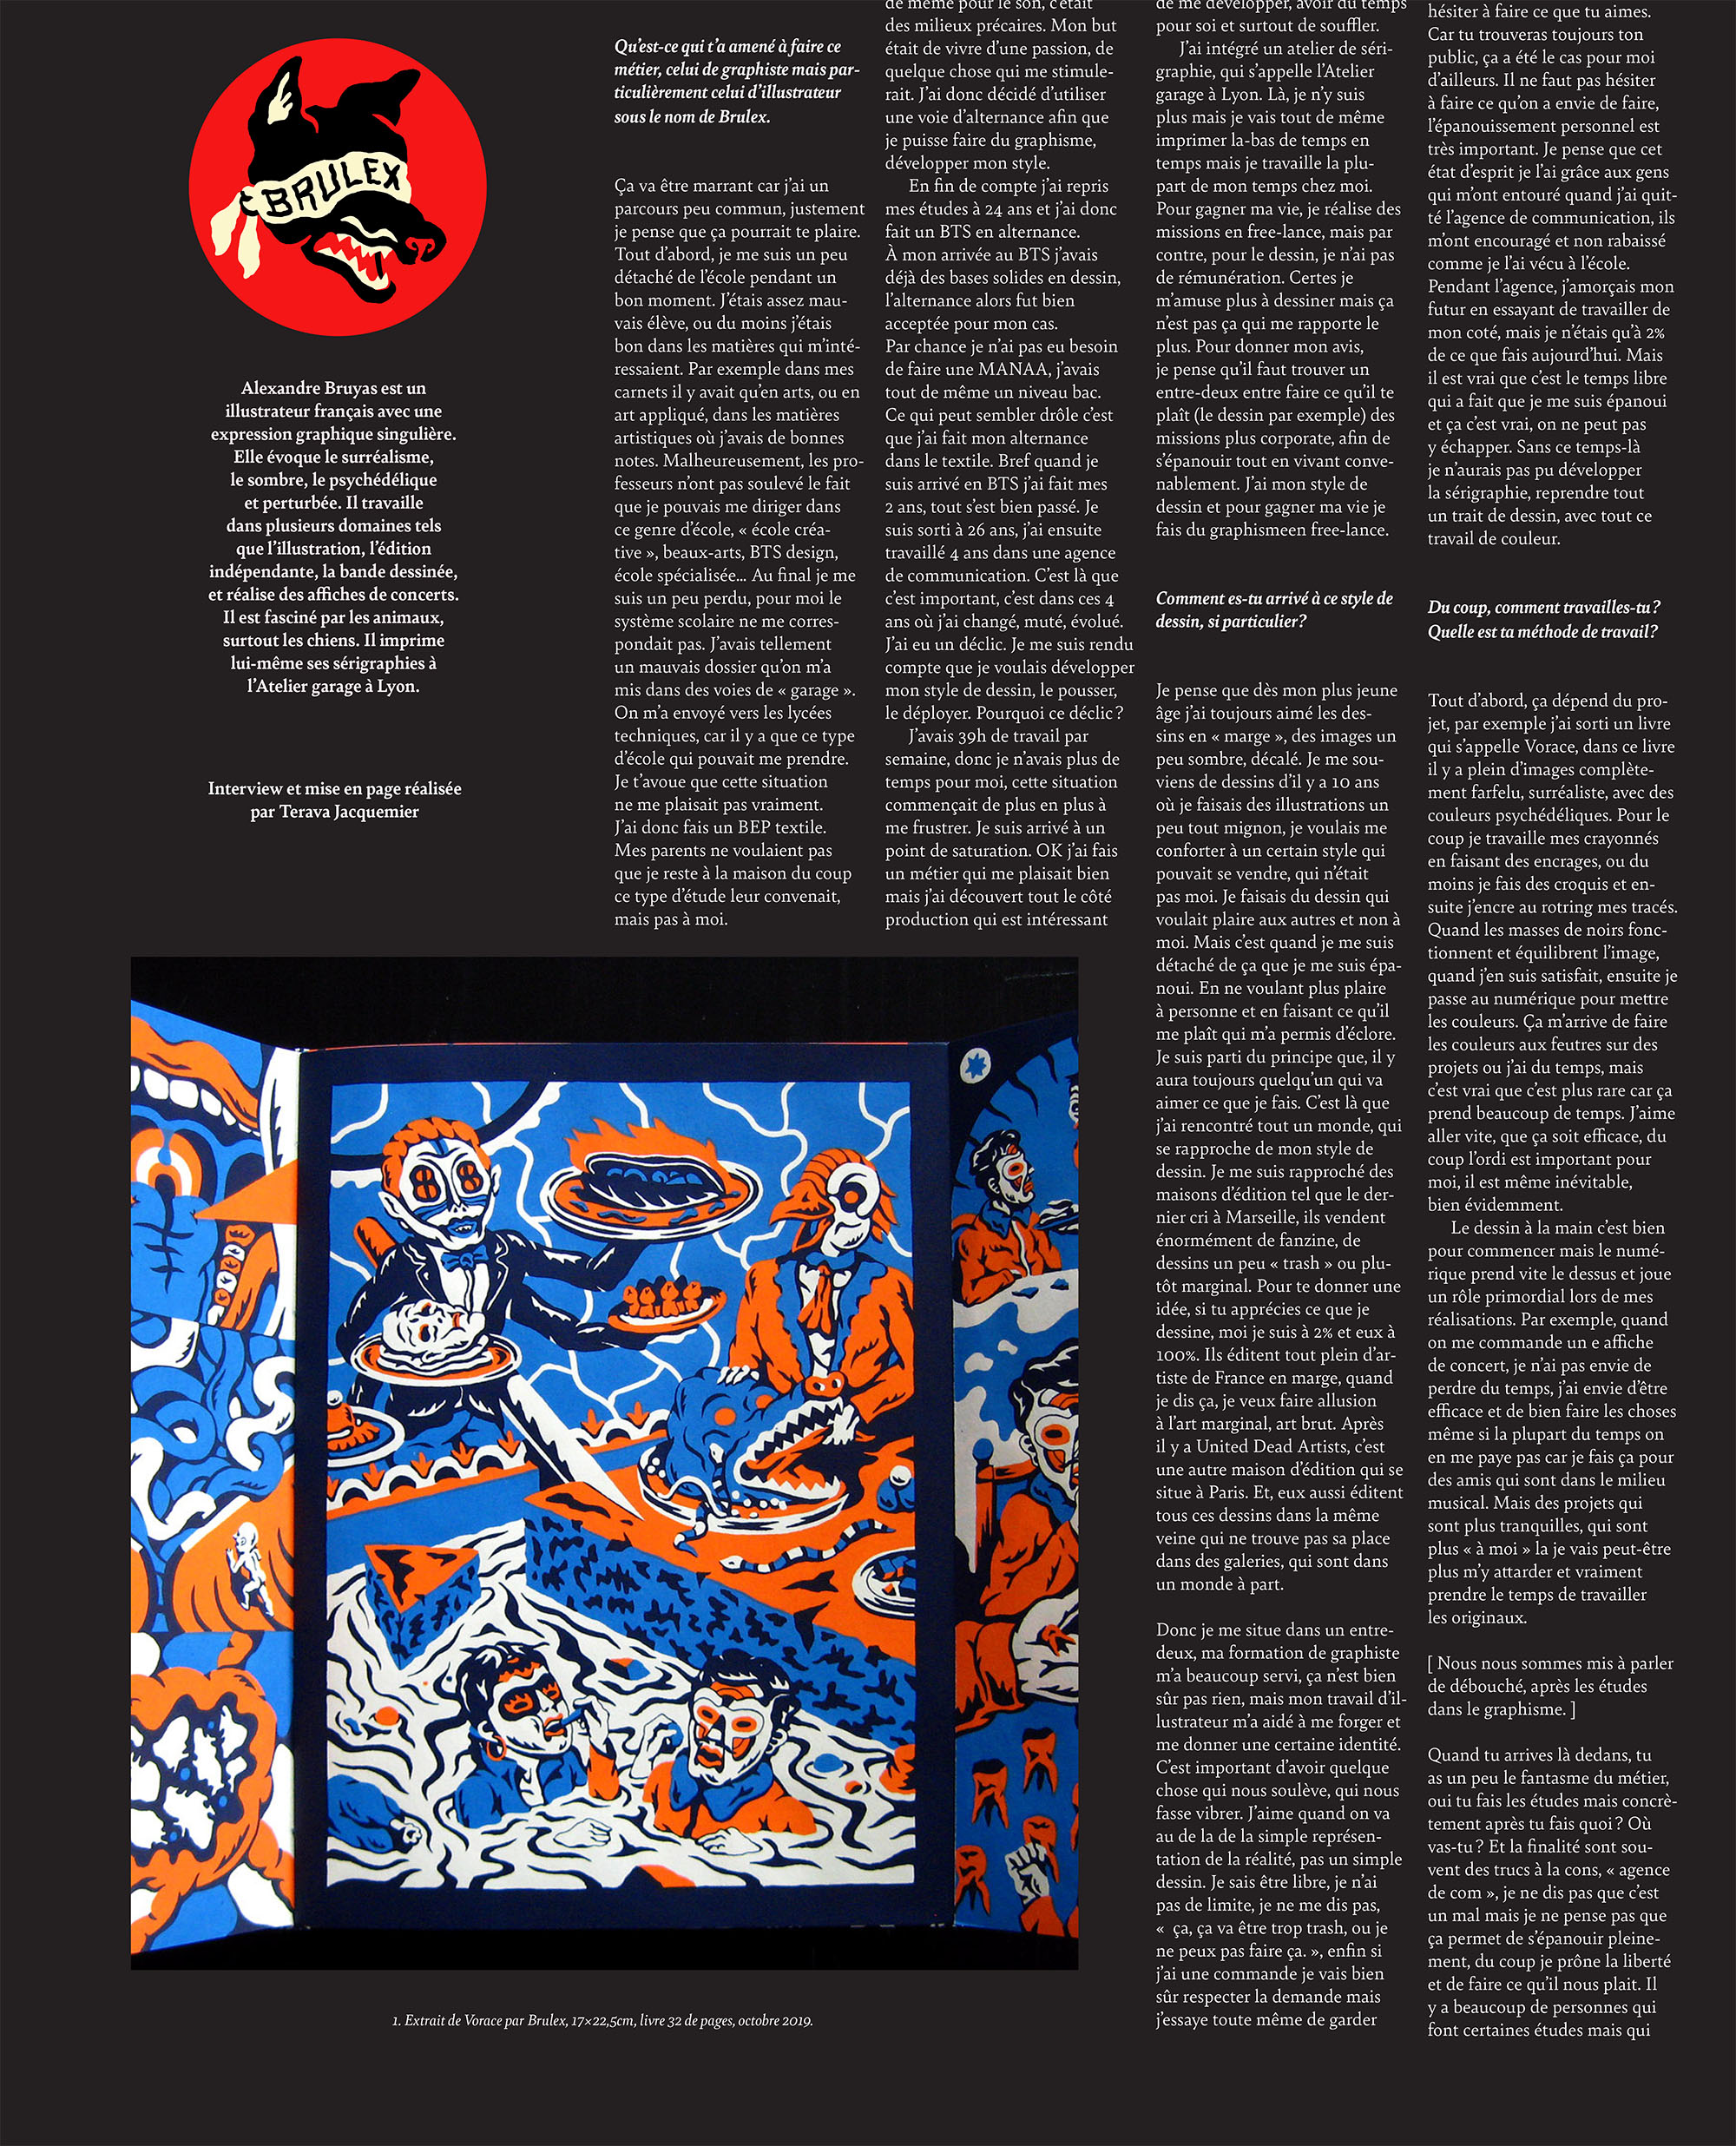 BRULEX
Alexandre Bruyas est un
illustrateur français avec une
expression graphique singulière.
Elle évoque le surréalisme,
le sombre, le psychédélique
et perturbée. Il travaille
dans plusieurs domaines tels
que l'illustration, l'édition
indépendante, la bande dessinée,
et réalise des affiches de concerts.
Il est fasciné par les animaux,
surtout les chiens. Il imprime
lui-même ses sérigraphies à
l'Atelier garage à Lyon.
Interview et mise en page réalisée
par Terava Jacquemier
Qu'est-ce qui t'a amené à faire ce
métier, celui de graphiste mais par-
ticulièrement celui d'illustrateur
sous le nom de Brulex.
Ça va être marrant car j'ai un
parcours peu commun, justement
je pense que ça pourrait te plaire.
Tout d'abord, je me suis un peu
détaché de l'école pendant un
bon moment. J'étais assez mau-
vais élève, ou du moins j'étais
bon dans les matières qui m'inté-
ressaient. Par exemple dans mes
carnets il y avait qu'en arts, ou en
art appliqué, dans les matières
artistiques où j'avais de bonnes
notes. Malheureusement, les pro-
fesseurs n'ont pas soulevé le fait
que je pouvais me diriger dans
ce genre d'école, « école créa-
tive », beaux-arts, BTS design,
école spécialisée... Au final je me
suis un peu perdu, pour moi le
système scolaire ne me corres-
pondait pas. J'avais tellement
un mauvais dossier qu'on m'a
mis dans des voies de « garage ».
On m'a envoyé vers les lycées
techniques, car il y a que ce type
d'école qui pouvait me prendre.
Je t'avoue que cette situation
ne me plaisait pas vraiment.
J'ai donc fais un BEP textile.
Mes parents ne voulaient pas
que je reste à la maison du coup
ce type d'étude leur convenait,
mais pas à moi.
de même pour le son, c'était
des milieux précaires. Mon but
était de vivre d'une passion, de
quelque chose qui me stimule-
rait. J'ai donc décidé d'utiliser
une voie d'alternance afin que
je puisse faire du graphisme,
développer mon style.
En fin de compte j'ai repris
mes études à 24 ans et j'ai donc
fait un BTS en alternance.
À mon arrivée au BTS j'avais
déjà des bases solides en dessin,
l'alternance alors fut bien
acceptée pour mon cas.
Par chance je n'ai pas eu besoin
de faire une MANAA, j'avais
tout de même un niveau bac.
Ce qui peut sembler drôle c'est
que j'ai fait mon alternance
dans le textile. Bref quand je
suis arrivé en BTS j'ai fait mes
2 ans, tout s'est bien passé. Je
suis sorti à 26 ans, j'ai ensuite
travaillé 4 ans dans une agence
de communication. C'est là que
c'est important, c'est dans ces 4
ans où j'ai changé, muté, évolué.
J'ai eu un déclic. Je me suis rendu
compte que je voulais développer
mon style de dessin, le pousser,
le déployer. Pourquoi ce déclic ?
J'avais 39h de travail par
semaine, donc je n'avais plus de
temps pour moi, cette situation
commençait de plus en plus à
me frustrer. Je suis arrivé à un
point de saturation. OK j'ai fais
un métier qui me plaisait bien
mais j'ai découvert tout le côté
production qui est intéressant
de me développer, avoir du temps
pour soi et surtout de souffler.
J'ai intégré un atelier de séri-
graphie, qui s'appelle l'Atelier
garage à Lyon. Là, je n'y suis
plus mais je vais tout de même
imprimer la-bas de temps en
temps mais je travaille la plu-
part de mon temps chez moi.
Pour gagner ma vie, je réalise des
missions en free-lance, mais par
contre, pour le dessin, je n'ai pas
de rémunération. Certes je
m'amuse plus à dessiner mais ça
n'est pas ça qui me rapporte le
plus. Pour donner mon avis,
je pense qu'il faut trouver un
entre-deux entre faire ce qu'il te
plaît (le dessin par exemple) des
missions plus corporate, afin de
s'épanouir tout en vivant conve-
nablement. J'ai mon style de
dessin et pour gagner ma vie je
fais du graphismeen free-lance.
Comment es-tu arrivé à ce style de
dessin, si particulier?
Je pense que dès mon plus jeune
âge j'ai toujours aimé les des-
sins en « marge », des images un
peu sombre, décalé. Je me sou-
viens de dessins d'il y a 10 ans
où je faisais des illustrations un
peu tout mignon, je voulais me
conforter à un certain style qui
pouvait se vendre, qui n'était
pas moi. Je faisais du dessin qui
voulait plaire aux autres et non à
moi. Mais c'est quand je me suis
détaché de ça que je me suis épa-
noui. En ne voulant plus plaire
à personne et en faisant ce qu'il
me plaît qui m'a permis d'éclore.
Je suis parti du principe que, il y
aura toujours quelqu'un qui va
aimer ce que je fais. C'est là que
j'ai rencontré tout un monde, qui
se rapproche de mon style de
dessin. Je me suis rapproché des
maisons d'édition tel que le der-
nier cri à Marseille, ils vendent
énormément de fanzine, de
dessins un peu « trash » ou plu-
tôt marginal. Pour te donner une
idée, si tu apprécies ce que je
dessine, moi je suis à 2% et eux à
100%. Ils éditent tout plein d'ar-
tiste de France en marge, quand
je dis ça, je veux faire allusion
à l'art marginal, art brut. Après
il y a United Dead Artists, c'est
une autre maison d'édition qui se
situe à Paris. Et, eux aussi éditent
tous ces dessins dans la même
veine qui ne trouve pas sa place
dans des galeries, qui sont dans
un monde à part.
Donc je me situe dans un entre-
deux, ma formation de graphiste
m'a beaucoup servi, ça n'est bien
sûr pas rien, mais mon travail d'il-
lustrateur m'a aidé à me forger et
me donner une certaine identité.
C'est important d'avoir quelque
chose qui nous soulève, qui nous
fasse vibrer. J'aime quand on va
au de la de la simple représen-
tation de la réalité, pas un simple
dessin. Je sais être libre, je n'ai
pas de limite, je ne me dis pas,
« ça, ça va être trop trash, ou je
ne peux pas faire ça. », enfin si
j'ai une commande je vais bien
sûr respecter la demande mais
j'essaye toute même de garder
hésiter à faire ce que tu aimes.
Car tu trouveras toujours ton
public, ça a été le cas pour moi
d'ailleurs. Il ne faut pas hésiter
à faire ce qu'on a envie de faire,
l'épanouissement personnel est
très important. Je pense que cet
état d'esprit je l'ai grâce aux gens
qui m'ont entouré quand j'ai quit-
té l'agence de communication, ils
m'ont encouragé et non rabaissé
comme je l'ai vécu à l'école.
Pendant l'agence, j'amorçais mon
futur en essayant de travailler de
mon coté, mais je n'étais qu'à 2%
de ce que fais aujourd'hui. Mais
il est vrai que c'est le temps libre
qui a fait que je me suis épanoui
et ça c'est vrai, on ne peut pas
y échapper. Sans ce temps-là
je n'aurais pas pu développer
la sérigraphie, reprendre tout
un trait de dessin, avec tout ce
travail de couleur.
Du coup, comment travailles-tu ?
Quelle est ta méthode de travail?
Tout d'abord, ça dépend du pro-
jet, par exemple j'ai sorti un livre
qui s'appelle Vorace, dans ce livre
il y a plein d'images complète-
ment farfelu, surréaliste, avec des
couleurs psychédéliques. Pour le
coup je travaille mes crayonnés
en faisant des encrages, ou du
moins je fais des croquis et en-
suite j'encre au rotring mes tracés.
Quand les masses de noirs fonc-
tionnent et équilibrent l'image,
quand j'en suis satisfait, ensuite je
passe au numérique pour mettre
les couleurs. Ça m'arrive de faire
les couleurs aux feutres sur des
projets ou j'ai du temps, mais
c'est vrai que c'est plus rare car ça
prend beaucoup de temps. J'aime
aller vite, que ça soit efficace, du
coup l'ordi est important pour
moi, il est même inévitable,
bien évidemment.
Le dessin à la main c'est bien
pour commencer mais le numé-
rique prend vite le dessus et joue
un rôle primordial lors de mes
réalisations. Par exemple, quand
on me commande un e affiche
de concert, je n'ai pas envie de
perdre du temps, j'ai envie d'être
efficace et de bien faire les choses
même si la plupart du temps on
en me paye pas car je fais ça pour
des amis qui sont dans le milieu
musical. Mais des projets qui
sont plus tranquilles, qui sont
plus « à moi » la je vais peut-être
plus m'y attarder et vraiment
prendre le temps de travailler
les originaux.
[ Nous nous sommes mis à parler
de débouché, après les études
dans le graphisme. ]
Quand tu arrives là dedans, tu
as un peu le fantasme du métier,
oui tu fais les études mais concrè-
tement après tu fais quoi ? Où
vas-tu ? Et la finalité sont sou-
vent des trucs à la cons, « agence
de com », je ne dis pas que c'est
un mal mais je ne pense pas que
ça permet de s'épanouir pleine-
ment, du coup je prône la liberté
et de faire ce qu'il nous plait. Il
y a beaucoup de personnes qui
font certaines études mais qui
1. Extrait de Vorace par Brulex, 17×22,5cm, livre 32 de pages, octobre 2019.